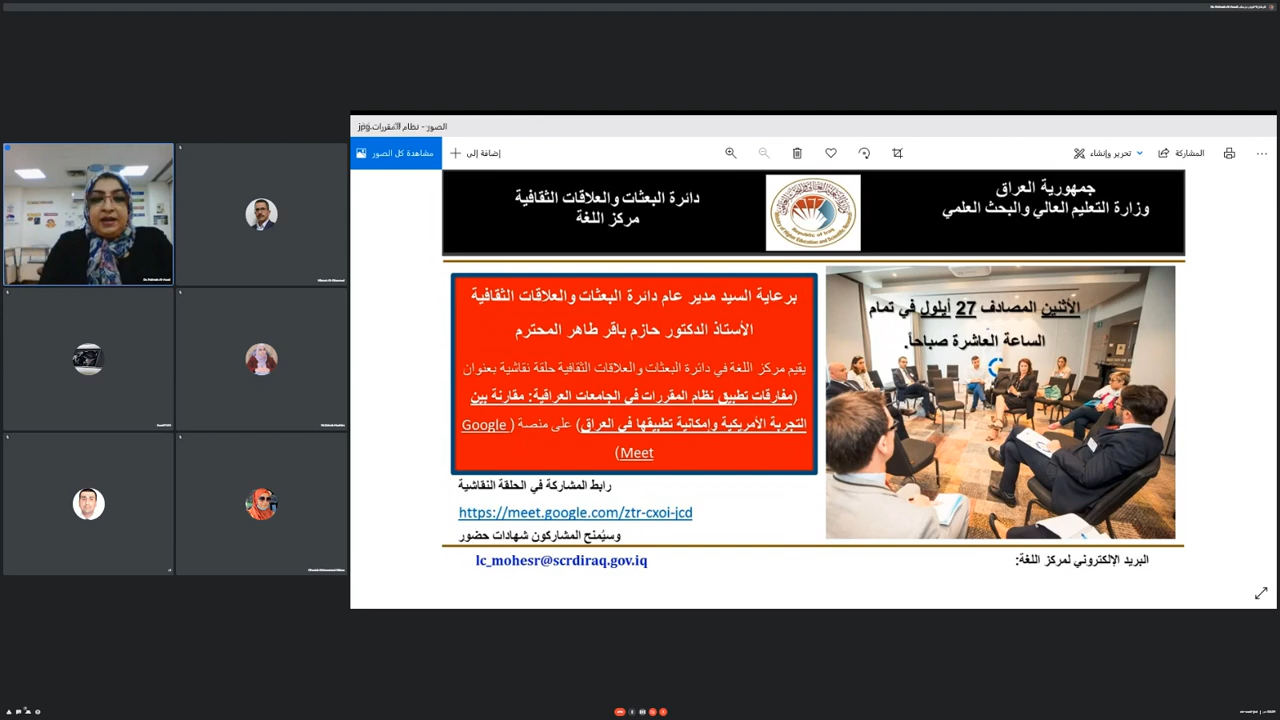 الصور - نظام المقررات.jpg
مشاهدة كل الصور
إضافة إلى
تحرير وإنشاء
المشاركة
جمهورية العراق
وزارة التعليم العالي والبحث العلمي
دائرة البعثات والعلاقات الثقافية
مركز اللغة
برعاية السيد مدير عام دائرة البعثات والعلاقات الثقافية
الأستاذ الدكتور حازم باقر طاهر المحترم
يقيم مركز اللغة في دائرة البعثات والعلاقات الثقافية حلقة نقاشية بعنوان
(مفارقات تطبيق نظام المقررات في الجامعات العراقية: مقارنة بين
التجربة الأمريكية وإمكانية تطبيقها في العراق) على منصة (Google
Meet)
الأثنين المصادف 27 أيلول في تمام
الساعة العاشرة صباحاً.
رابط المشاركة في الحلقة النقاشية
https://meet.google.com/ztr-cxoi-jcd
وسيُمنح المشاركون شهادات حضور
البريد الإلكتروني لمركز اللغة:
lc_mohesr@scrdiraq.gov.iq